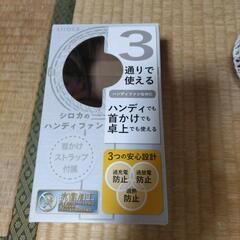 siroca
3
通りで
使える
シロカの
ハンディファン
ハンディファンなのに
ハンディでも
首かけでも
卓上でも使える
首かけ
ストラップ
付属
3つの安心設計
過充電
防止
過放電
防止
過熱
防止